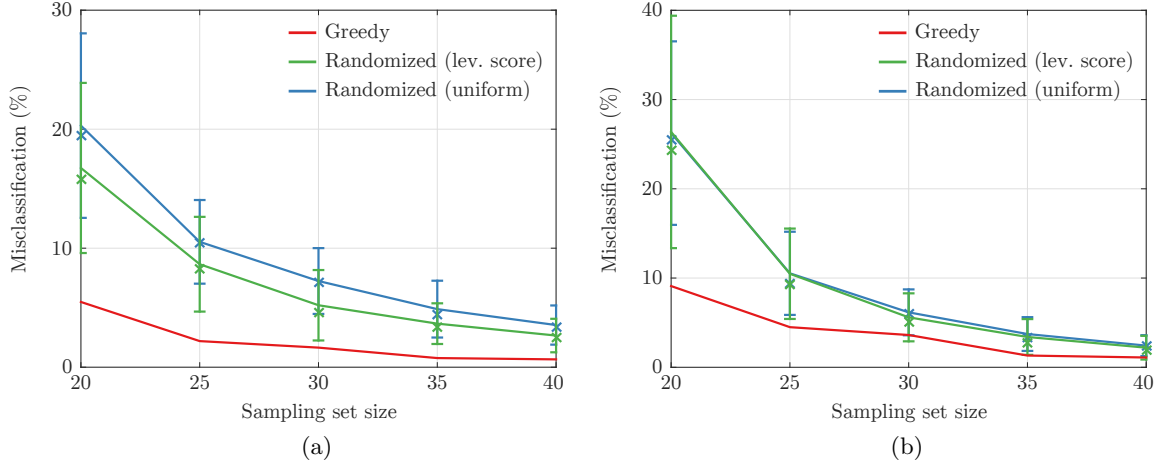 30
20
10
0
20
25
30
35
40
Misclassification (%)
Sampling set size
Greedy
Randomized (lev. score)
Randomized (uniform)
(a)
40
30
20
10
0
20
25
30
35
40
Misclassification (%)
Sampling set size
Greedy
Randomized (lev. score)
Randomized (uniform)
(b)